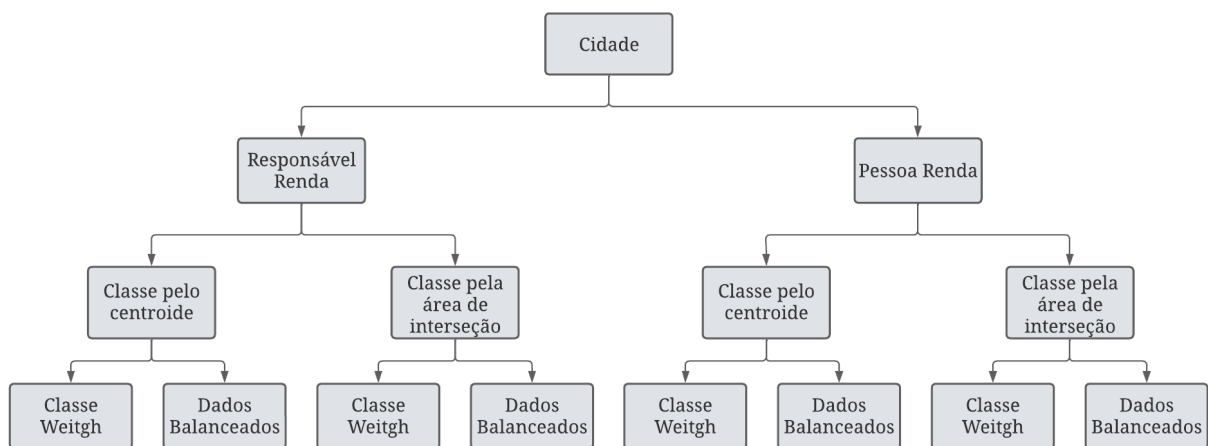 Cidade
Responsável
Renda
Pessoa Renda
Classe pelo
centroide
Classe pela
área de
interseção
Classe pelo
centroide
Classe pela
área de
interseção
Classe
Weitgh
Dados
Balanceados
Classe
Weitgh
Dados
Balanceados
Classe
Weitgh
Dados
Balanceados
Classe
Weitgh
Dados
Balanceados